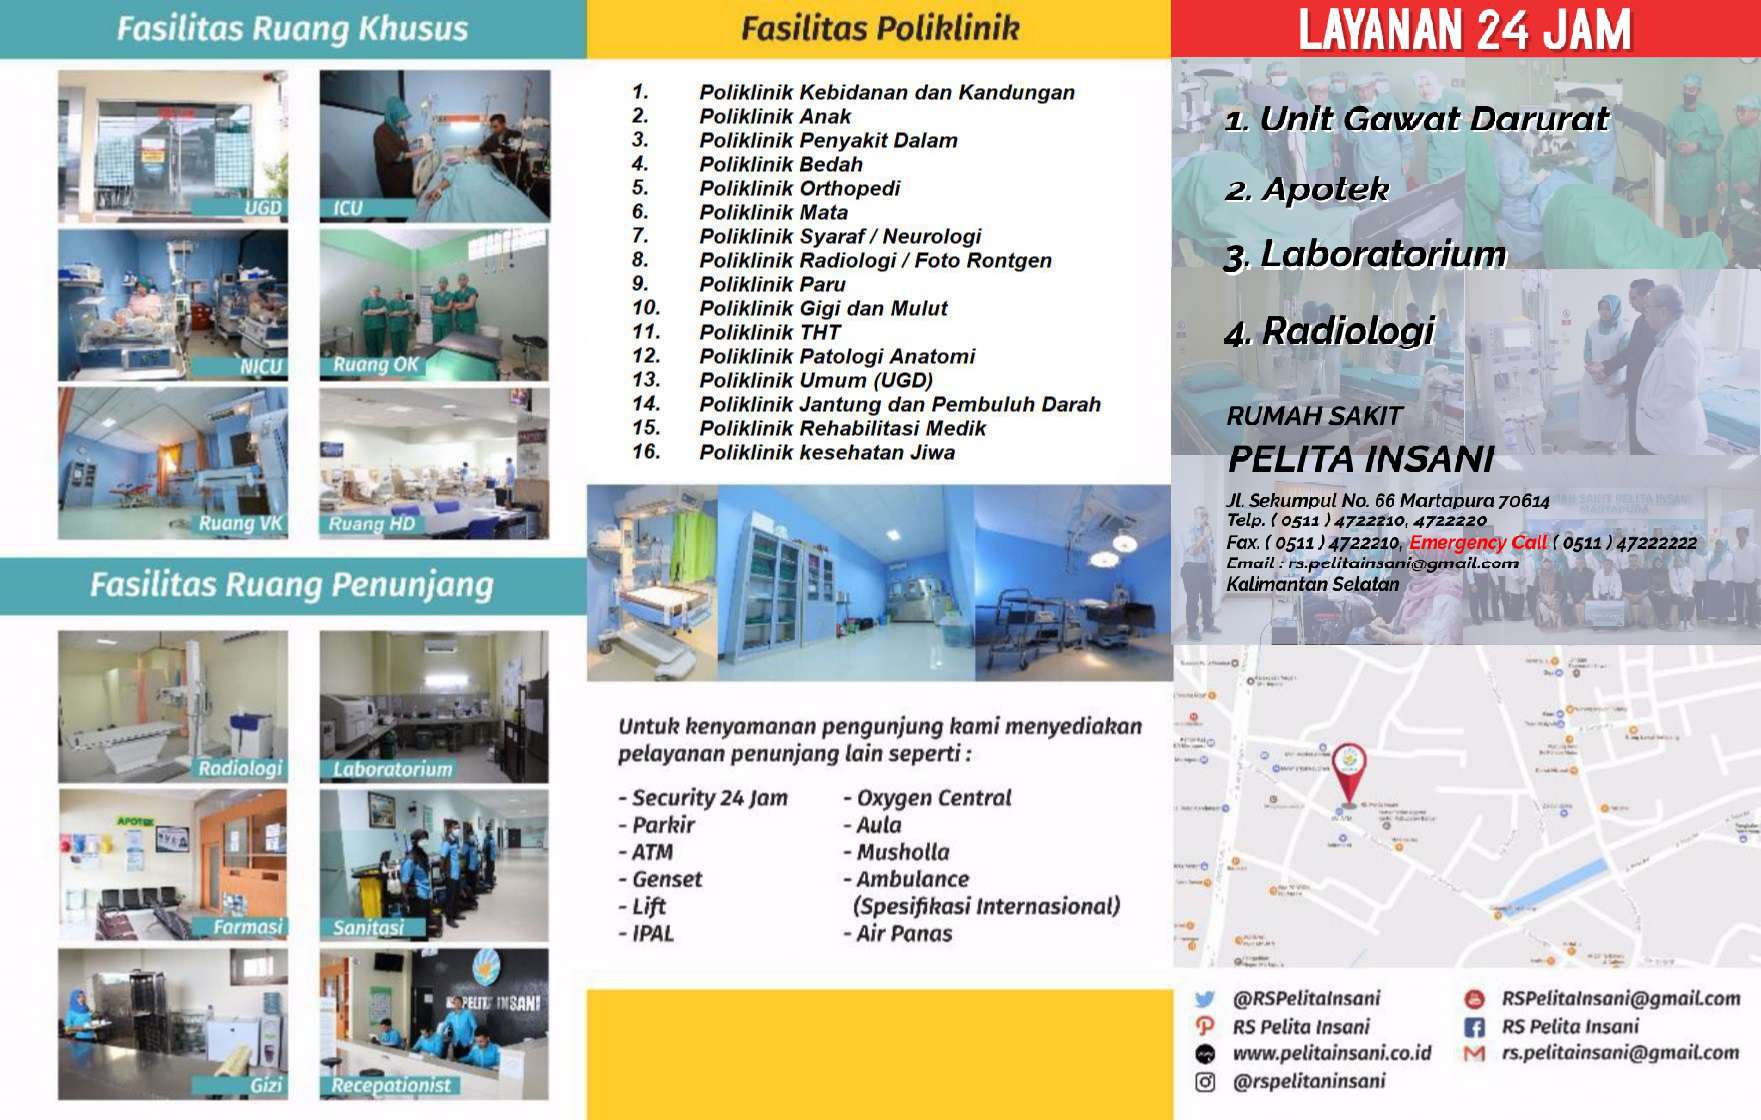 Fasilitas Ruang Khusus
UGD
ICU
NICU
Ruang OK
Ruang VK
Ruang HD
Fasilitas Ruang Penunjang
Radiologi
Laboratorium
APOTEK
Farmasi
Sanitasi
RS PELITA INSANI
Gizi
Recepationist
Fasilitas Poliklinik
1. Poliklinik Kebidanan dan Kandungan
2. Poliklinik Anak
3. Poliklinik Penyakit Dalam
4. Poliklinik Bedah
5. Poliklinik Orthopedi
6. Poliklinik Mata
7. Poliklinik Syaraf / Neurologi
8. Poliklinik Radiologi / Foto Rontgen
9. Poliklinik Paru
10. Poliklinik Gigi dan Mulut
11. Poliklinik THT
12. Poliklinik Patologi Anatomi
13. Poliklinik Umum (UGD)
14. Poliklinik Jantung dan Pembuluh Darah
15. Poliklinik Rehabilitasi Medik
16. Poliklinik kesehatan Jiwa
Untuk kenyamanan pengunjung kami menyediakan
pelayanan penunjang lain seperti :
- Security 24 Jam
- Parkir
- ATM
- Genset
- Lift
- IPAL
- Oxygen Central
- Aula
- Musholla
- Ambulance
(Spesifikasi Internasional)
- Air Panas
LAYANAN 24 JAM
1. Unit Gawat Darurat
2. Apotek
3. Laboratorium
4. Radiologi
RUMAH SAKIT
PELITA INSANI
Jl. Sekumpul No. 66 Martapura 70614
Telp. ( 0511 ) 4722210, 4722220
Fax. ( 0511 ) 4722210, Emergency Call ( 0511 ) 47222222
Email : rs.pelitainsani@gmail.com
Kalimantan Selatan
SAKIT PELITA INSANI
MARTAPURA
@RSPelitaInsani
RS Pelita Insani
www.pelitainsani.co.id
@rspelitaninsani
RSPelitaInsani@gmail.com
RS Pelita Insani
rs.pelitainsani@gmail.com